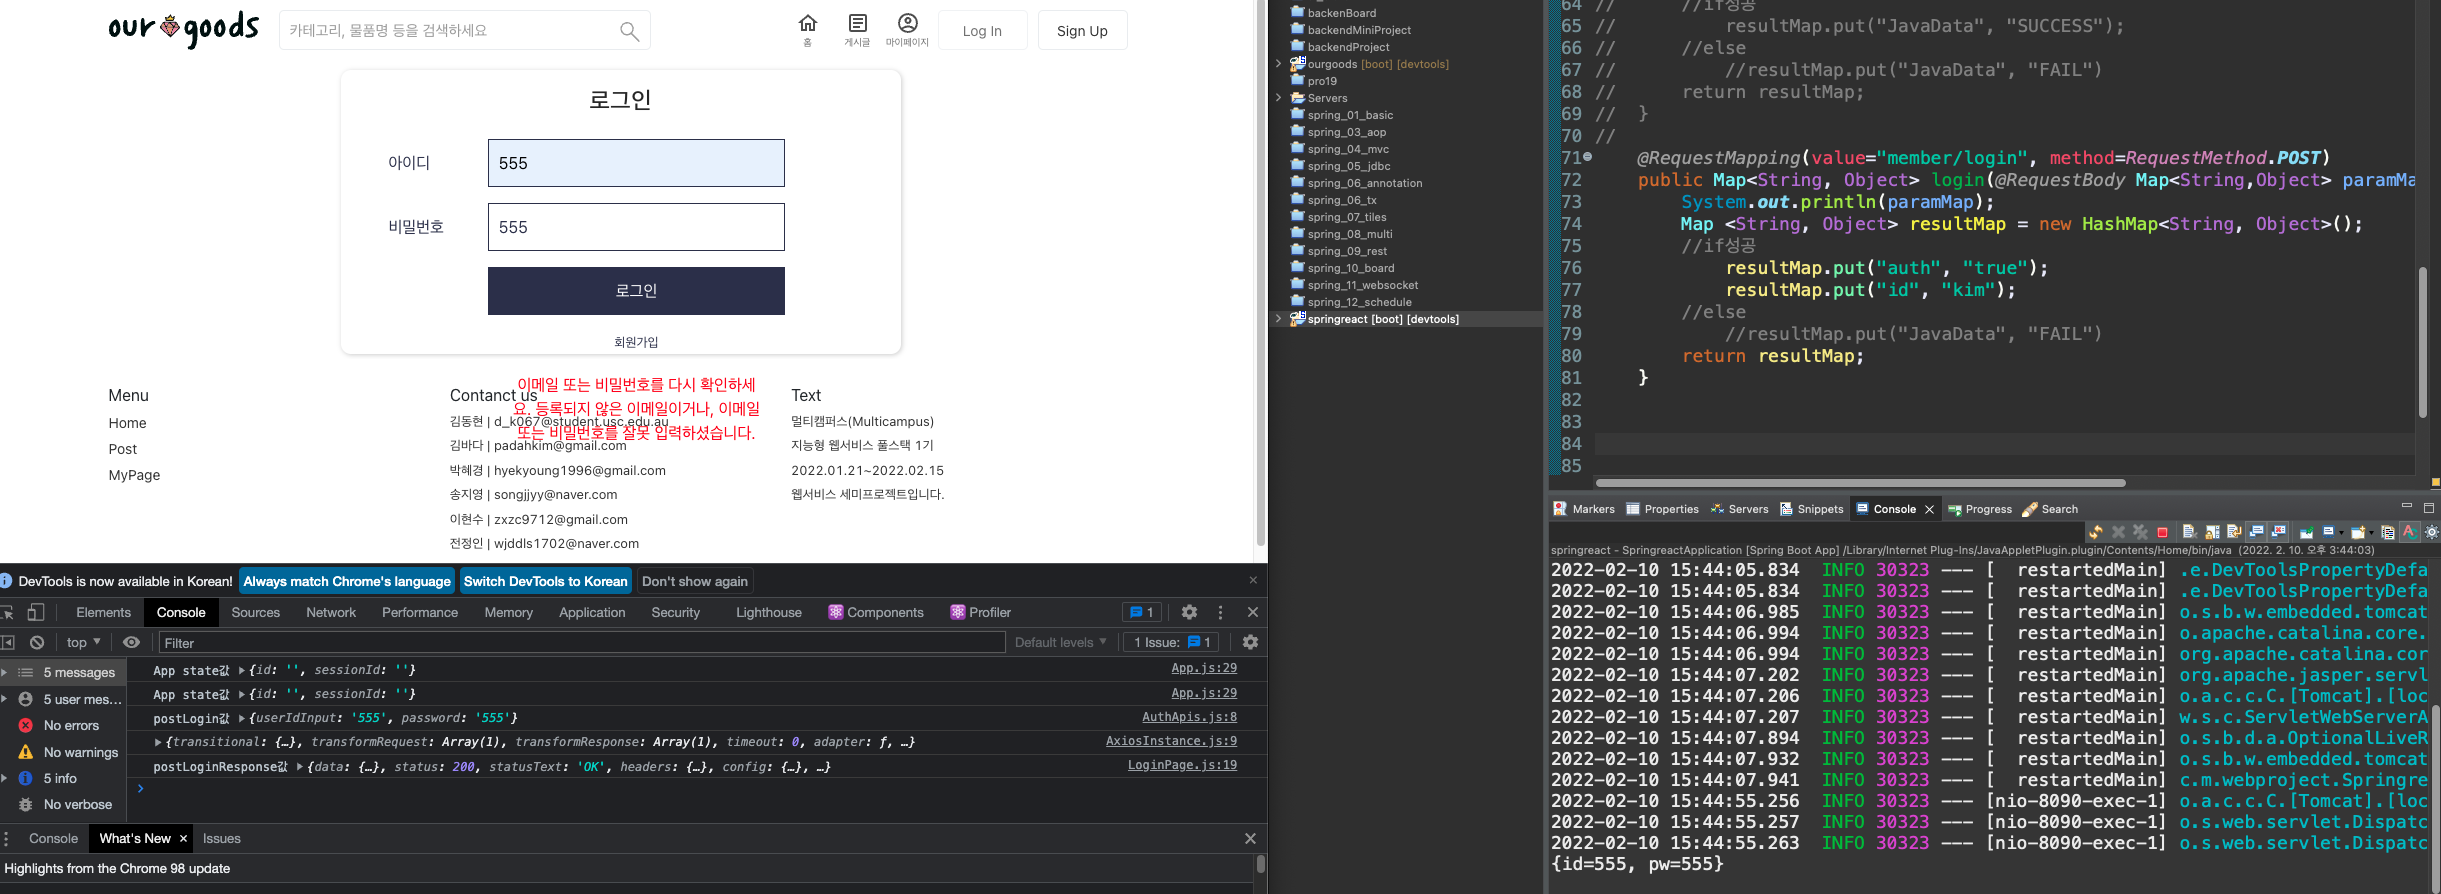 our goods
카테고리, 물품명 등을 검색하세요
홈
게시글
마이페이지
Log In
Sign Up
로그인
아이디
555
비밀번호
555
로그인
회원가입
이메일 또는 비밀번호를 다시 확인하세
요. 등록되지 않은 이메일이거나, 이메일
또는 비밀번호를 잘못 입력하셨습니다.
Menu
Home
Post
MyPage
Contanct us
김동현 | d_k067@student.usc.edu.au
김바다 | padahkim@gmail.com
박혜경 | hyekyoung1996@gmail.com
송지영 | songjjyy@naver.com
이현수 | zxzc9712@gmail.com
전정인 | wjddls1702@naver.com
Text
멀티캠퍼스(Multicampus)
지능형 웹서비스 풀스택 1기
2022.01.21~2022.02.15
웹서비스 세미프로젝트입니다.
DevTools is now available in Korean!
Always match Chrome's language
Switch DevTools to Korean
Don't show again
Elements
Console
Sources
Network
Performance
Memory
Application
Security
Lighthouse
Components
Profiler
1
top
Filter
Default levels
1 Issue:
1
5 messages
5 user mes...
No errors
No warnings
5 info
No verbose
App state값 {id: '', sessionId: ''} App.js:29
App state값 {id: '', sessionId: ''} App.js:29
postLogin값 {userIdInput: '555', password: '555'} AuthApis.js:8
{transitional: {…}, transformRequest: Array(1), transformResponse: Array(1), timeout: 0, adapter: ƒ, …} AxiosInstance.js:9
postLoginResponse값 {data: {…}, status: 200, statusText: 'OK', headers: {…}, config: {…}, …} LoginPage.js:19
Console
What's New
Issues
Highlights from the Chrome 98 update
backenBoard
backendMiniProject
backendProject
ourgoods [boot] [devtools]
pro19
Servers
spring_01_basic
spring_03_aop
spring_04_mvc
spring_05_jdbc
spring_06_annotation
spring_06_tx
spring_07_tiles
spring_08_multi
spring_09_rest
spring_10_board
spring_11_websocket
spring_12_schedule
springreact [boot] [devtools]
64 // //if성공
65 // resultMap.put("JavaData", "SUCCESS");
66 // //else
67 // //resultMap.put("JavaData", "FAIL")
68 // return resultMap;
69 // }
70 //
71 @RequestMapping(value="member/login", method=RequestMethod.POST)
72 public Map<String, Object> login(@RequestBody Map<String,Object> paramMa
73 System.out.println(paramMap);
74 Map <String, Object> resultMap = new HashMap<String, Object>();
75 //if성공
76 resultMap.put("auth", "true");
77 resultMap.put("id", "kim");
78 //else
79 //resultMap.put("JavaData", "FAIL")
80 return resultMap;
81 }
82
83
84
85
Markers
Properties
Servers
Snippets
Console
Progress
Search
springreact - SpringreactApplication [Spring Boot App] /Library/Internet Plug-Ins/JavaAppletPlugin.plugin/Contents/Home/bin/java (2022. 2. 10. 오후 3:44:03)
2022-02-10 15:44:05.834 INFO 30323 --- [ restartedMain] .e.DevToolsPropertyDefa
2022-02-10 15:44:05.834 INFO 30323 --- [ restartedMain] .e.DevToolsPropertyDefa
2022-02-10 15:44:06.985 INFO 30323 --- [ restartedMain] o.s.b.w.embedded.tomcat
2022-02-10 15:44:06.994 INFO 30323 --- [ restartedMain] o.apache.catalina.core.
2022-02-10 15:44:06.994 INFO 30323 --- [ restartedMain] org.apache.catalina.cor
2022-02-10 15:44:07.202 INFO 30323 --- [ restartedMain] org.apache.jasper.servl
2022-02-10 15:44:07.206 INFO 30323 --- [ restartedMain] o.a.c.c.C.[Tomcat].[loc
2022-02-10 15:44:07.207 INFO 30323 --- [ restartedMain] w.s.c.ServletWebServerA
2022-02-10 15:44:07.894 INFO 30323 --- [ restartedMain] o.s.b.d.a.OptionalLiveR
2022-02-10 15:44:07.932 INFO 30323 --- [ restartedMain] o.s.b.w.embedded.tomcat
2022-02-10 15:44:07.941 INFO 30323 --- [ restartedMain] c.m.webproject.Springre
2022-02-10 15:44:55.256 INFO 30323 --- [nio-8090-exec-1] o.a.c.c.C.[Tomcat].[loc
2022-02-10 15:44:55.257 INFO 30323 --- [nio-8090-exec-1] o.s.web.servlet.Dispatc
2022-02-10 15:44:55.263 INFO 30323 --- [nio-8090-exec-1] o.s.web.servlet.Dispatc
{id=555, pw=555}